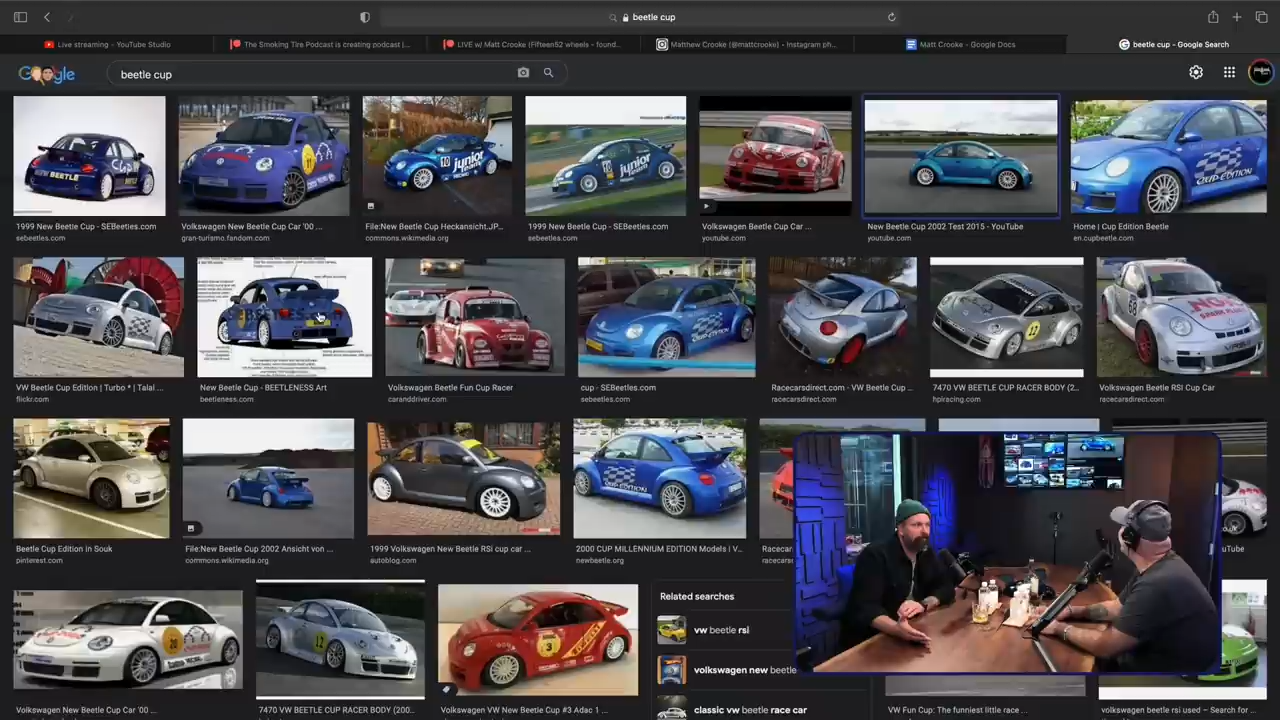 beetle cup
Live streaming - YouTube Studio
The Smoking Tire Podcast is creating podcast |...
LIVE w/ Matt Crooke (Fifteen52 wheels - found...
Matthew Crooke (@mattcrooke) - Instagram ph...
Matt Crooke - Google Docs
beetle cup - Google Search
beetle cup
1999 New Beetle Cup - SEBeetles.com
sebeetles.com
Volkswagen New Beetle Cup Car '00 ...
gran-turismo.fandom.com
File:New Beetle Cup Heckansicht.JP...
commons.wikimedia.org
1999 New Beetle Cup - SEBeetles.com
sebeetles.com
Volkswagen Beetle Cup Car ...
youtube.com
New Beetle Cup 2002 Test 2015 - YouTube
youtube.com
Home | Cup Edition Beetle
en.cupbeetle.com
VW Beetle Cup Edition | Turbo * | Talal ...
flickr.com
New Beetle Cup - BEETLENESS Art
beetleness.com
Volkswagen Beetle Fun Cup Racer
caranddriver.com
cup - SEBeetles.com
sebeetles.com
Racecarsdirect.com - VW Beetle Cup ...
racecarsdirect.com
7470 VW BEETLE CUP RACER BODY (2...
hpiracing.com
Volkswagen Beetle RSI Cup Car
racecarsdirect.com
Beetle Cup Edition in Souk
pinterest.com
File:New Beetle Cup 2002 Ansicht von ...
commons.wikimedia.org
1999 Volkswagen New Beetle RSi cup car ...
autoblog.com
2000 CUP MILLENNIUM EDITION Models | V...
newbeetle.org
Racecar
racecars
uTube
Related searches
vw beetle rsi
volkswagen new beetle
classic vw beetle race car
Volkswagen New Beetle Cup Car '00 ...
7470 VW BEETLE CUP RACER BODY (200...
Volkswagen VW New Beetle Cup #3 Adac 1 ...
VW Fun Cup: The funniest little race ...
volkswagen beetle rsi used – Search for ...